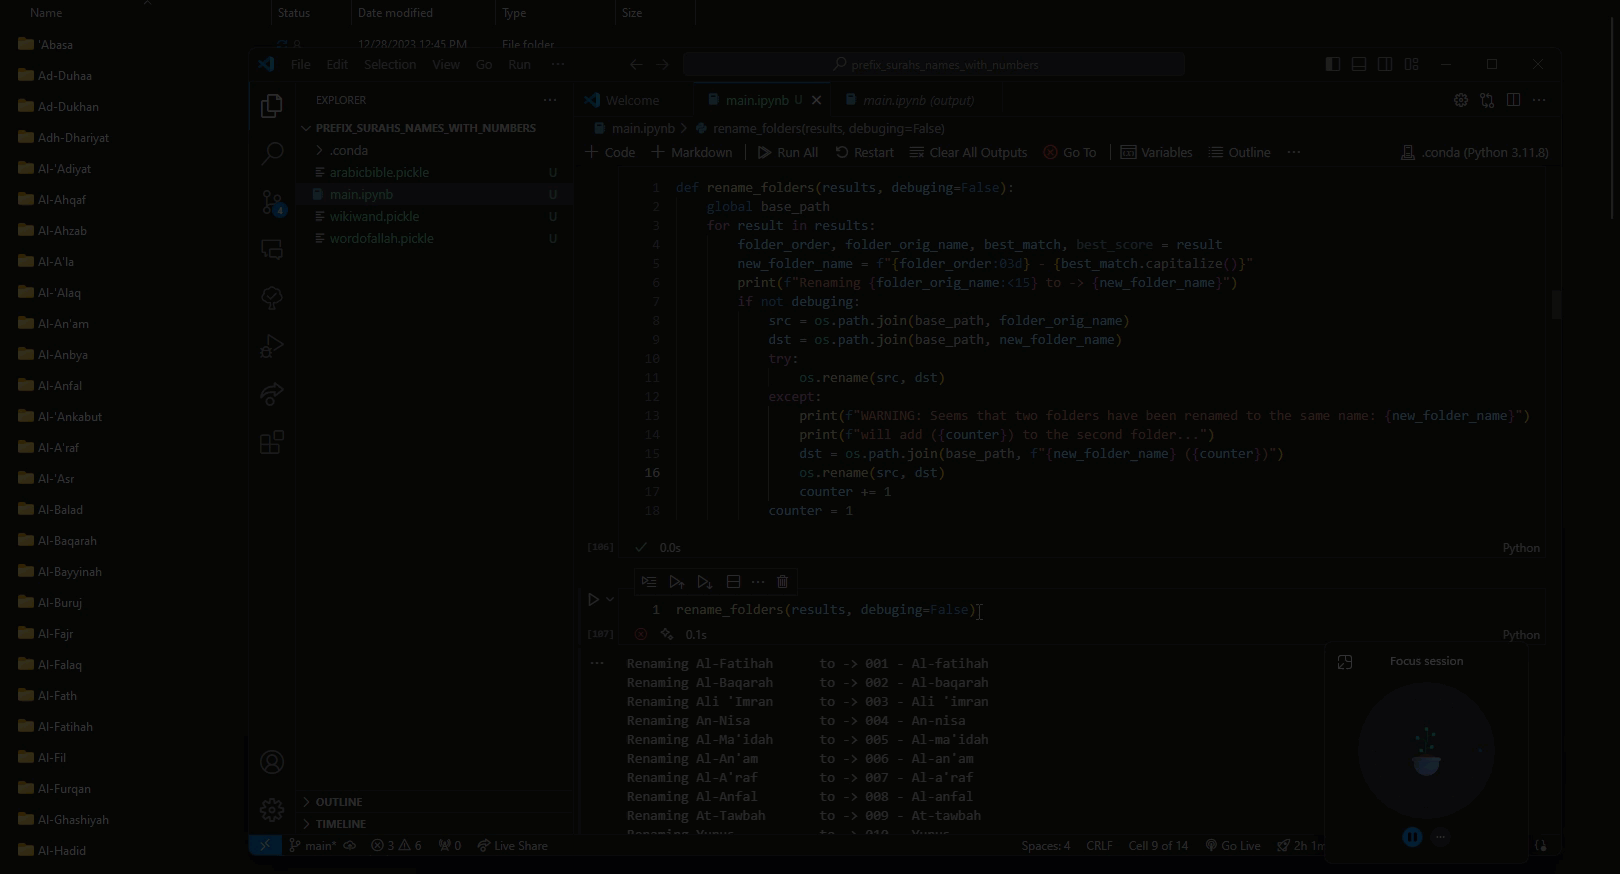 Name Status Date modified Type Size
'Abasa 12/28/2023 12:45 PM File folder
Ad-Duhaa
Ad-Dukhan
Adh-Dhariyat
Al-'Adiyat
Al-Ahqaf
Al-Ahzab
Al-A'la
Al-'Alaq
Al-An'am
Al-Anbya
Al-Anfal
Al-'Ankabut
Al-A'raf
Al-'Asr
Al-Balad
Al-Baqarah
Al-Bayyinah
Al-Buruj
Al-Fajr
Al-Falaq
Al-Fath
Al-Fatihah
Al-Fil
Al-Furqan
Al-Ghashiyah
Al-Hadid
File Edit Selection View Go Run ··· prefix_surahs_names_with_numbers
EXPLORER ···
PREFIX_SURAHS_NAMES_WITH_NUMBERS
.conda
arabicbible.pickle U
main.ipynb U
wikiwand.pickle U
wordofallah.pickle U
OUTLINE
TIMELINE
4
Welcome main.ipynb U main.ipynb (output)
main.ipynb > rename_folders(results, debuging=False)
Code Markdown Run All Restart Clear All Outputs Go To Variables Outline ··· .conda (Python 3.11.8)
1 def rename_folders(results, debuging=False):
2 global base_path
3 for result in results:
4 folder_order, folder_orig_name, best_match, best_score = result
5 new_folder_name = f"{folder_order:03d} - {best_match.capitalize()}"
6 print(f"Renaming {folder_orig_name:<15} to -> {new_folder_name}")
7 if not debuging:
8 src = os.path.join(base_path, folder_orig_name)
9 dst = os.path.join(base_path, new_folder_name)
10 try:
11 os.rename(src, dst)
12 except:
13 print(f"WARNING: Seems that two folders have been renamed to the same name: {new_folder_name}")
14 print(f"will add ({counter}) to the second folder...")
15 dst = os.path.join(base_path, f"{new_folder_name} ({counter})")
16 os.rename(src, dst)
17 counter += 1
18 counter = 1
[106] 0.0s Python
1 rename_folders(results, debuging=False)
[107] 0.1s Python
Renaming Al-Fatihah to -> 001 - Al-fatihah
Renaming Al-Baqarah to -> 002 - Al-baqarah
Renaming Ali 'Imran to -> 003 - Ali 'imran
Renaming An-Nisa to -> 004 - An-nisa
Renaming Al-Ma'idah to -> 005 - Al-ma'idah
Renaming Al-An'am to -> 006 - Al-an'am
Renaming Al-A'raf to -> 007 - Al-a'raf
Renaming Al-Anfal to -> 008 - Al-anfal
Renaming At-Tawbah to -> 009 - At-tawbah
Renaming Yunus to -> 010 - Yunus
Focus session
main* 3 6 0 Live Share Spaces: 4 CRLF Cell 9 of 14 Go Live 2h 1m